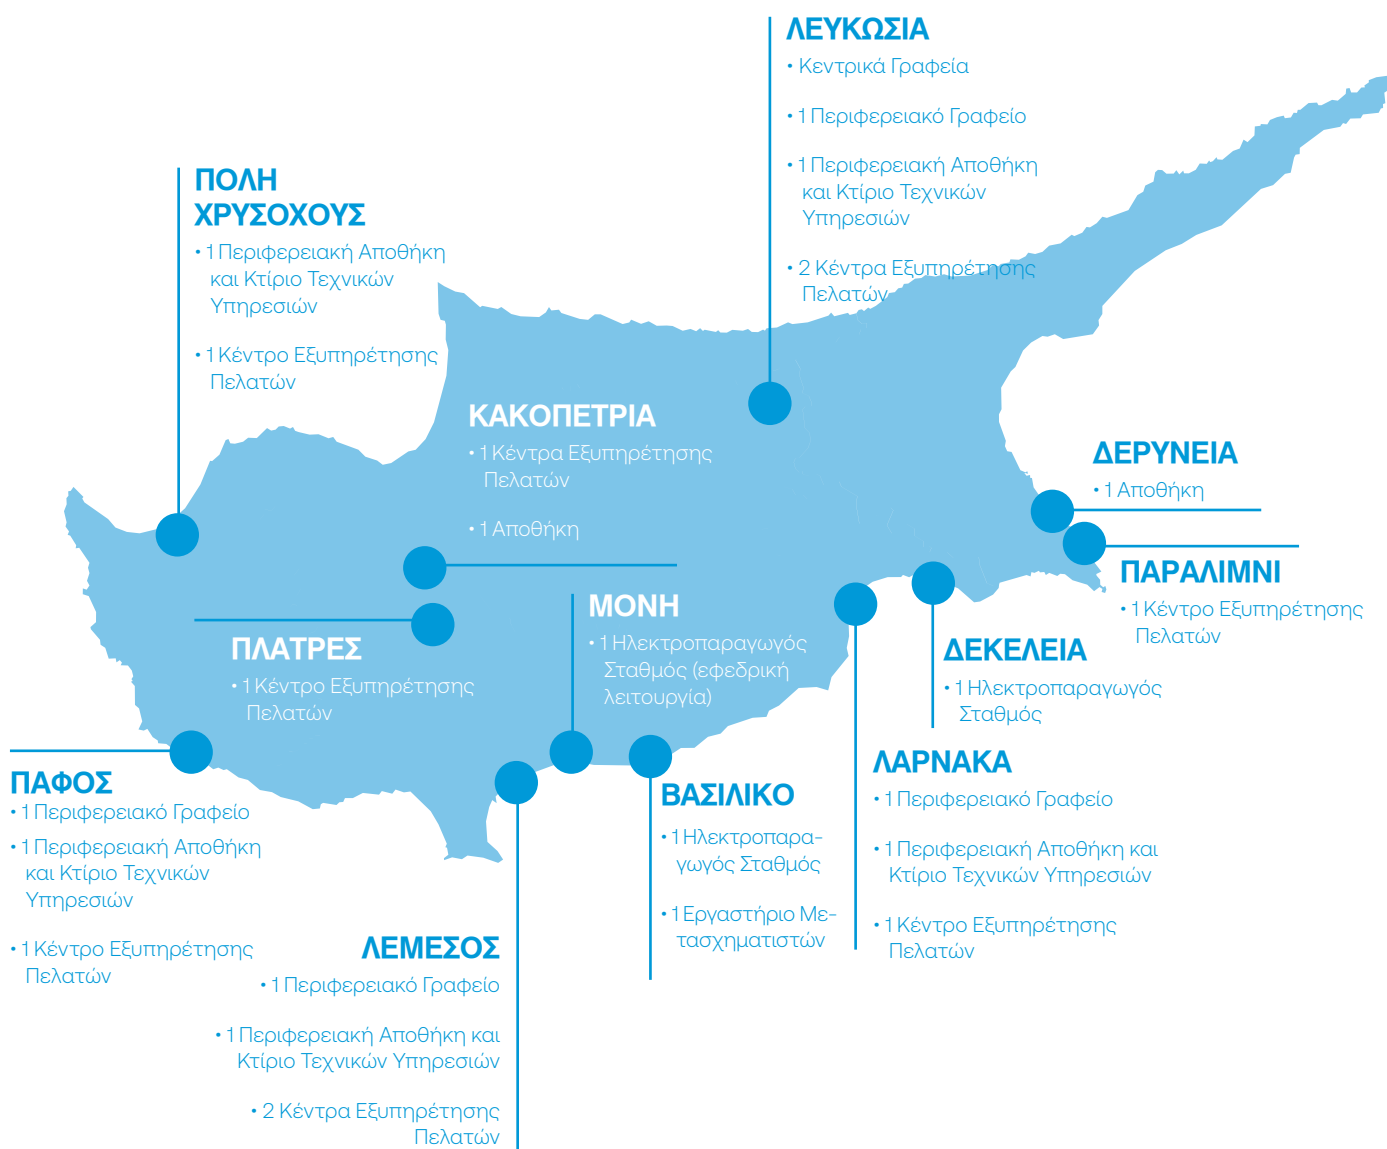 ΛΕΥΚΩΣΙΑ
• Κεντρικά Γραφεία
• 1 Περιφερειακό Γραφείο
• 1 Περιφερειακή Αποθήκη
και Κτίριο Τεχνικών
Υπηρεσιών
• 2 Κέντρα Εξυπηρέτησης
Πελατών
ΠΟΛΗ
ΧΡΥΣΟΧΟΥΣ
• 1 Περιφερειακή Αποθήκη
και Κτίριο Τεχνικών
Υπηρεσιών
• 1 Κέντρο Εξυπηρέτησης
Πελατών
ΚΑΚΟΠΕΤΡΙΑ
• 1 Κέντρα Εξυπηρέτησης
Πελατών
• 1 Αποθήκη
ΔΕΡΥΝΕΙΑ
• 1 Αποθήκη
ΠΑΡΑΛΙΜΝΙ
• 1 Κέντρο Εξυπηρέτησης
Πελατών
ΜΟΝΗ
• 1 Ηλεκτροπαραγωγός
Σταθμός (εφεδρική
λειτουργία)
ΠΛΑΤΡΕΣ
• 1 Κέντρο Εξυπηρέτησης
Πελατών
ΔΕΚΕΛΕΙΑ
• 1 Ηλεκτροπαραγωγός
Σταθμός
ΠΑΦΟΣ
• 1 Περιφερειακό Γραφείο
• 1 Περιφερειακή Αποθήκη
και Κτίριο Τεχνικών
Υπηρεσιών
• 1 Κέντρο Εξυπηρέτησης
Πελατών
ΛΕΜΕΣΟΣ
• 1 Περιφερειακό Γραφείο
• 1 Περιφερειακή Αποθήκη και
Κτίριο Τεχνικών Υπηρεσιών
• 2 Κέντρα Εξυπηρέτησης
Πελατών
ΒΑΣΙΛΙΚΟ
• 1 Ηλεκτροπαρα-
γωγός Σταθμός
• 1 Εργαστήριο Με-
τασχηματιστών
ΛΑΡΝΑΚΑ
• 1 Περιφερειακό Γραφείο
• 1 Περιφερειακή Αποθήκη και
Κτίριο Τεχνικών Υπηρεσιών
• 1 Κέντρο Εξυπηρέτησης
Πελατών